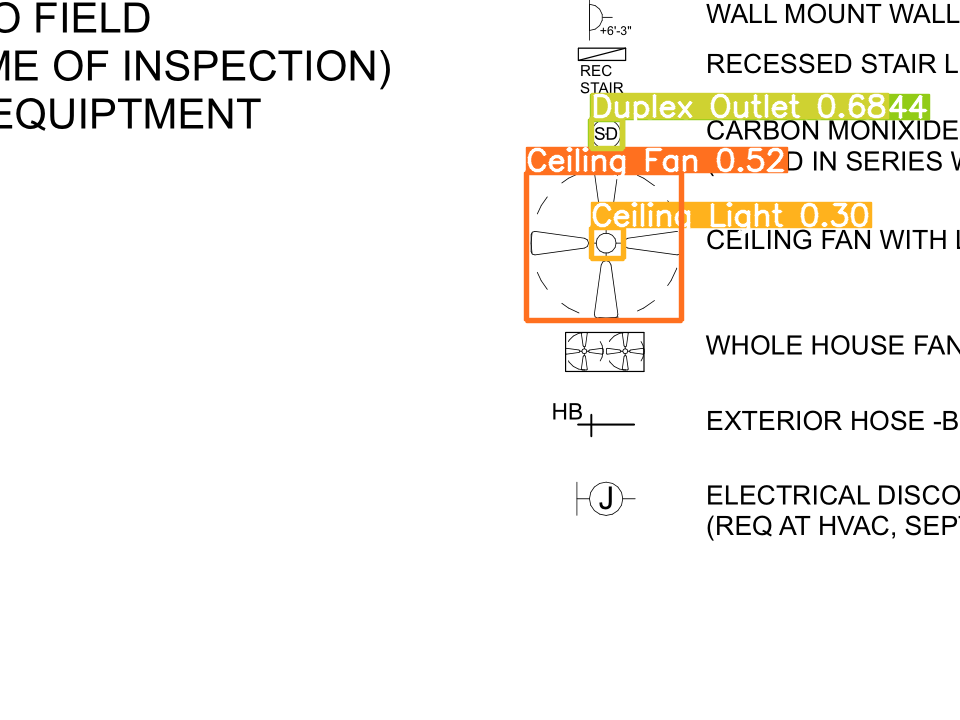 O FIELD
ME OF INSPECTION)
EQUIPTMENT
+6'-3"
WALL MOUNT WALL
REC
STAIR
RECESSED STAIR L
Duplex Outlet 0.6844
SD
CARBON MONIXIDE
D IN SERIES W
Ceiling Fan 0.52
Ceiling Light 0.30
CEILING FAN WITH L
WHOLE HOUSE FAN
HB
EXTERIOR HOSE -B
J
ELECTRICAL DISCO
(REQ AT HVAC, SEPT